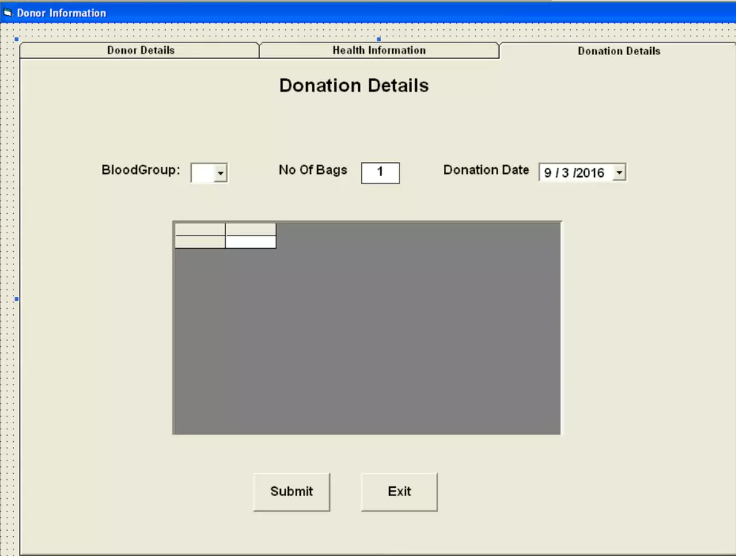 Donor Information
Donor Details Health Information Donation Details
Donation Details
BloodGroup: No Of Bags 1 Donation Date 9 / 3 /2016
Submit Exit